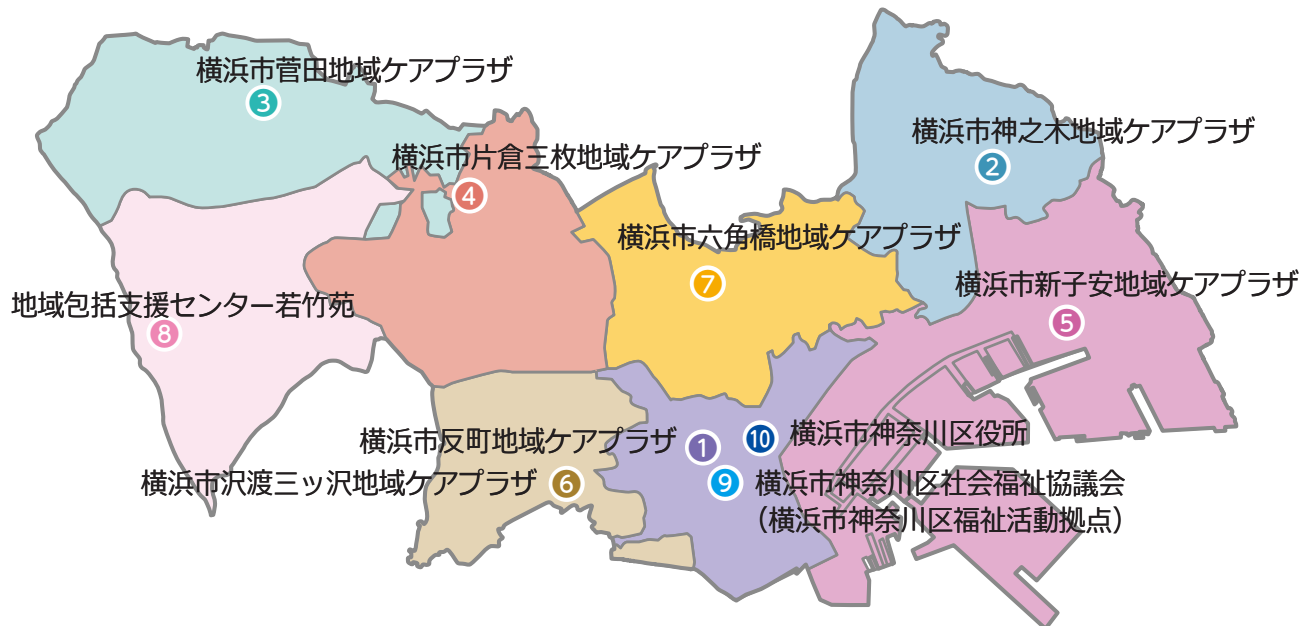 横浜市菅田地域ケアプラザ
3
横浜市神之木地域ケアプラザ
2
横浜市片倉三枚地域ケアプラザ
4
横浜市六角橋地域ケアプラザ
7
横浜市新子安地域ケアプラザ
5
地域包括支援センター若竹苑
8
横浜市反町地域ケアプラザ 1
10 横浜市神奈川区役所
横浜市沢渡三ッ沢地域ケアプラザ 6
9 横浜市神奈川区社会福祉協議会
（横浜市神奈川区福祉活動拠点）